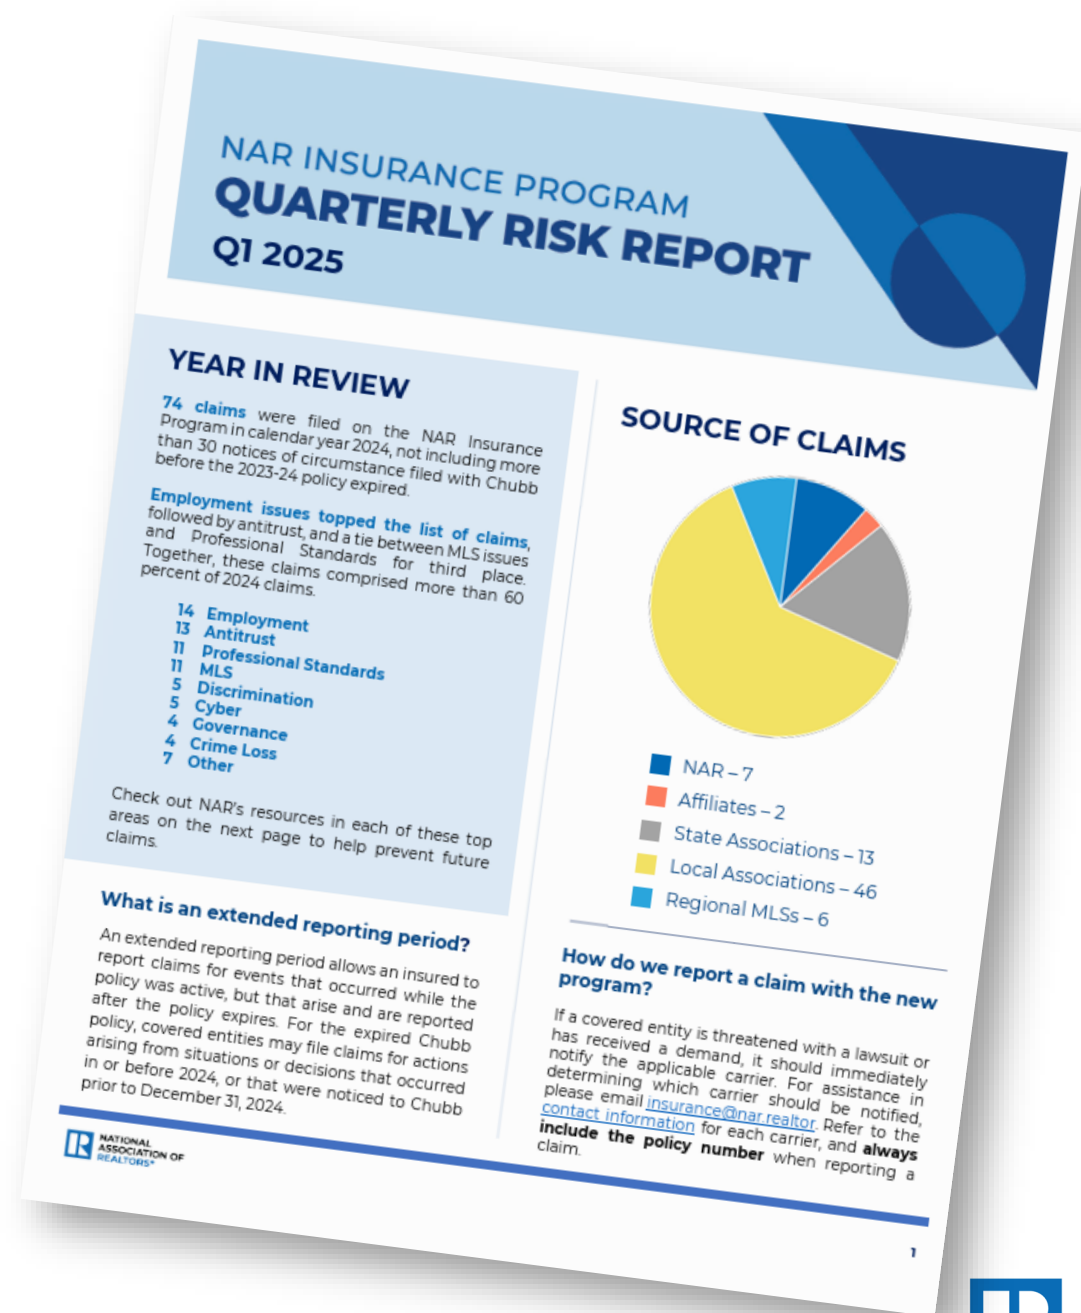 NAR INSURANCE PROGRAM
QUARTERLY RISK REPORT
Q1 2025
YEAR IN REVIEW
74 claims were filed on the NAR Insurance
Program in calendar year 2024, not including more
than 30 notices of circumstance filed with Chubb
before the 2023-24 policy expired.
Employment issues topped the list of claims,
followed by antitrust, and a tie between MLS issues
and Professional Standards for third place.
Together, these claims comprised more than 60
percent of 2024 claims.
14 Employment
13 Antitrust
11 Professional Standards
11 MLS
5 Discrimination
5 Cyber
4 Governance
4 Crime Loss
7 Other
Check out NAR's resources in each of these top
areas on the next page to help prevent future
claims.
What is an extended reporting period?
An extended reporting period allows an insured to
report claims for events that occurred while the
policy was active, but that arise and are reported
after the policy expires. For the expired Chubb
policy, covered entities may file claims for actions
arising from situations or decisions that occurred
in or before 2024, or that were noticed to Chubb
prior to December 31, 2024.
SOURCE OF CLAIMS
NAR – 7
Affiliates – 2
State Associations – 13
Local Associations – 46
Regional MLSs – 6
How do we report a claim with the new
program?
If a covered entity is threatened with a lawsuit or
has received a demand, it should immediately
notify the applicable carrier. For assistance in
determining which carrier should be notified,
please email insurance@nar.realtor. Refer to the
contact information for each carrier, and always
include the policy number when reporting a
claim.
NATIONAL
ASSOCIATION OF
REALTORS®
1